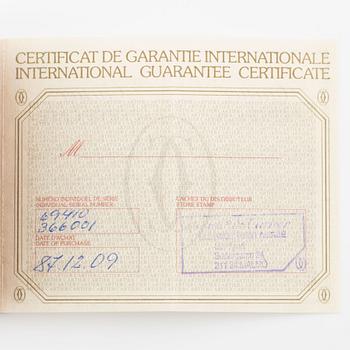 CERTIFICAT DE GARANTIE INTERNATIONALE
INTERNATIONAL GUARANTEE CERTIFICATE
M
NUMÉRO INDIVIDUEL DE SÉRIE
INDIVIDUAL SERIAL NUMBER
69410
366001
DATE D'ACHAT
DATE OF PURCHASE
87.12.09
CACHET DU DISTRIBUTEUR
STORE STAMP